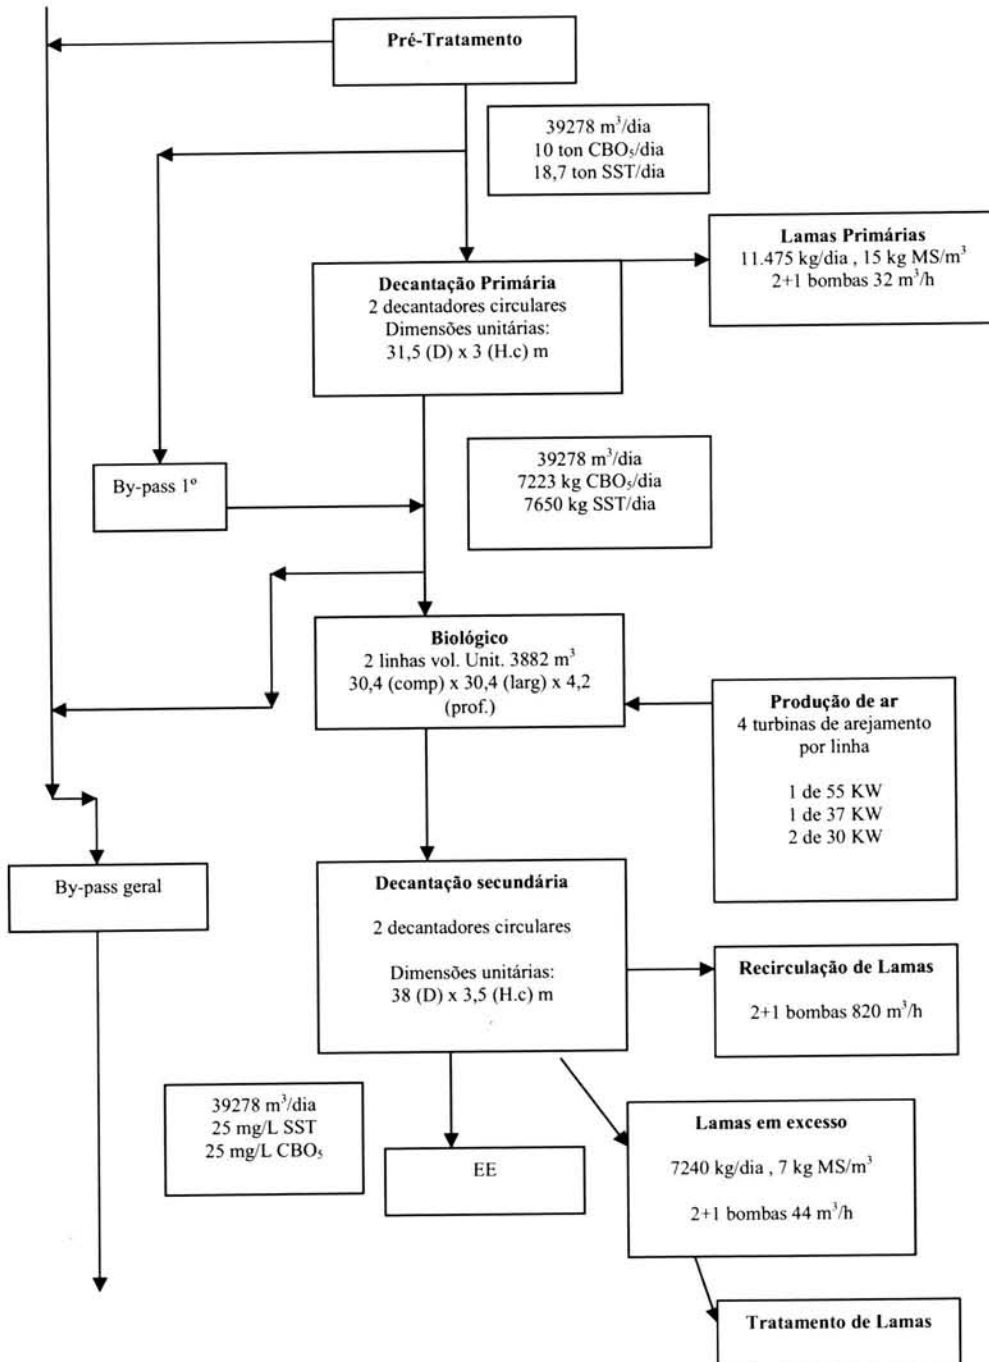 Pré-Tratamento
39278 m³/dia
10 ton CBO₅/dia
18,7 ton SST/dia
Lamas Primárias
11.475 kg/dia , 15 kg MS/m³
2+1 bombas 32 m³/h
Decantação Primária
2 decantadores circulares
Dimensões unitárias:
31,5 (D) x 3 (H.c) m
39278 m³/dia
7223 kg CBO₅/dia
7650 kg SST/dia
By-pass 1º
Biológico
2 linhas vol. Unit. 3882 m³
30,4 (comp) x 30,4 (larg) x 4,2
(prof.)
Produção de ar
4 turbinas de arejamento
por linha
1 de 55 KW
1 de 37 KW
2 de 30 KW
By-pass geral
Decantação secundária
2 decantadores circulares
Dimensões unitárias:
38 (D) x 3,5 (H.c) m
Recirculação de Lamas
2+1 bombas 820 m³/h
39278 m³/dia
25 mg/L SST
25 mg/L CBO₅
EE
Lamas em excesso
7240 kg/dia , 7 kg MS/m³
2+1 bombas 44 m³/h
Tratamento de Lamas